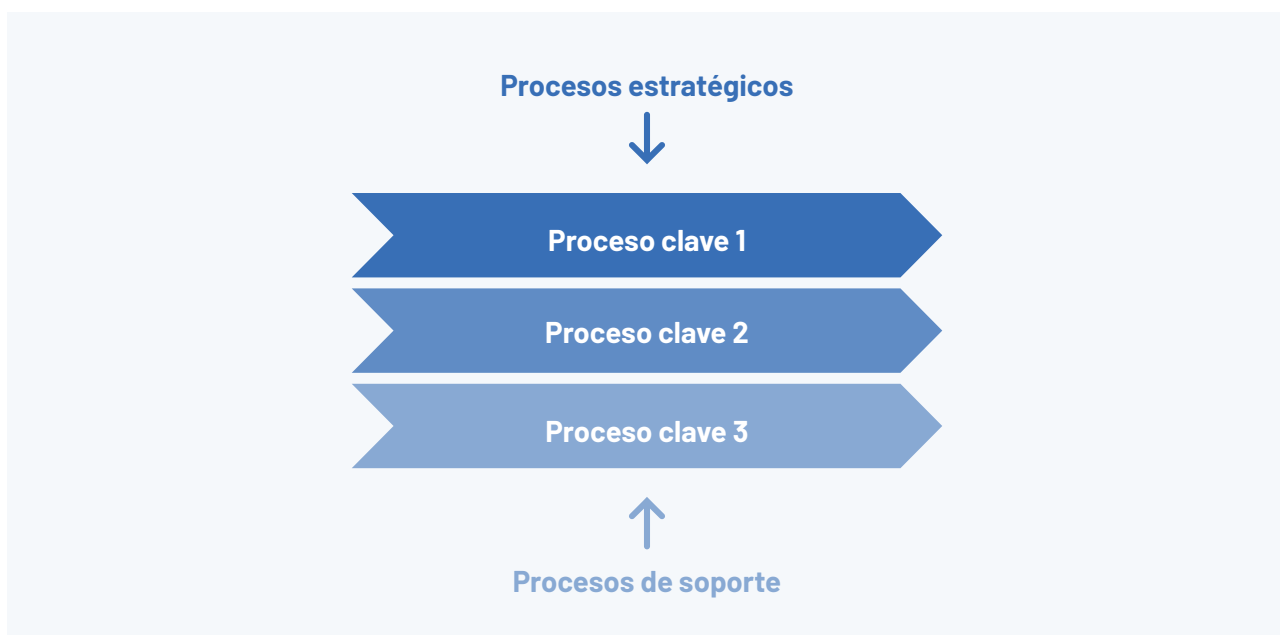 Procesos estratégicos
Proceso clave 1
Proceso clave 2
Proceso clave 3
Procesos de soporte